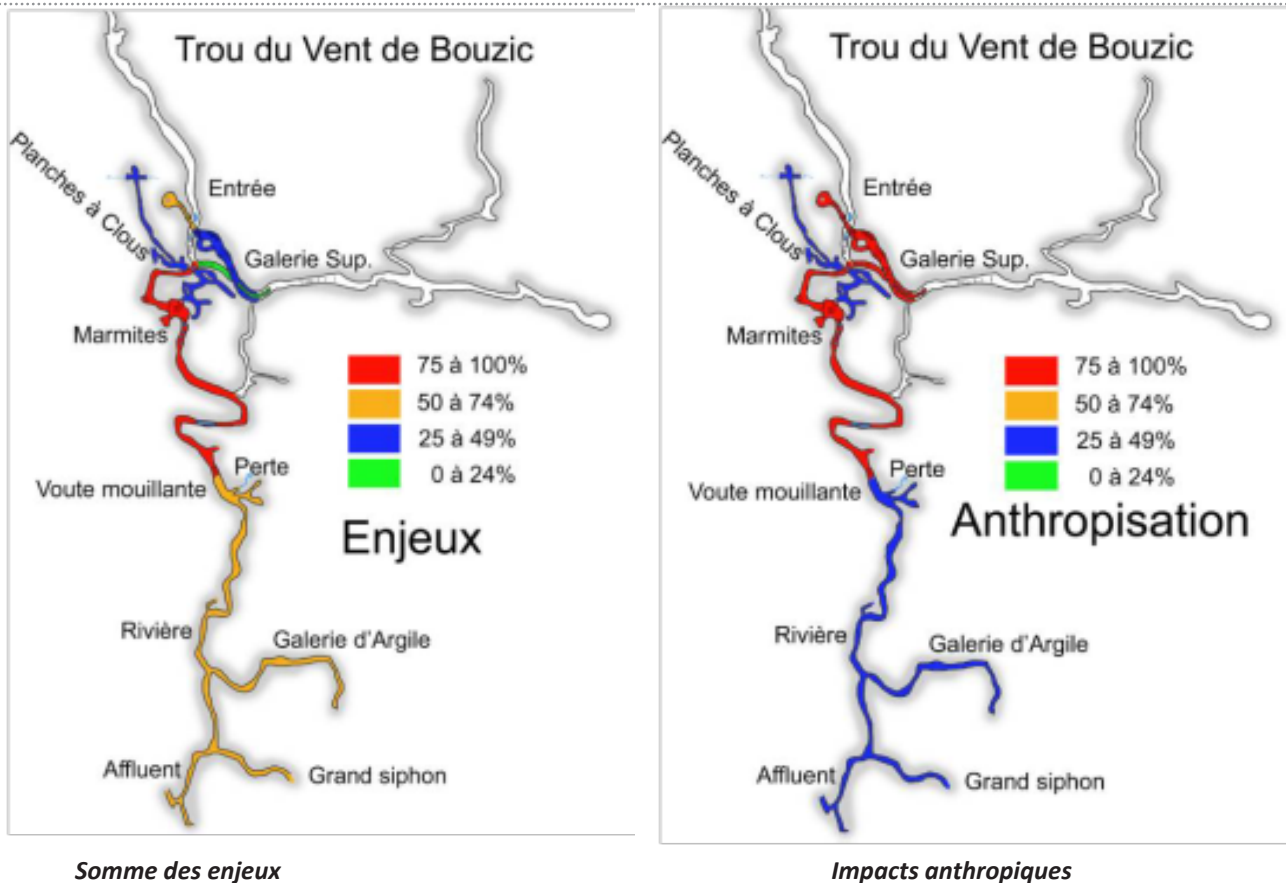 Trou du Vent de Bouzic
Planches à Clous
Entrée
Galerie Sup.
Marmites
75 à 100%
50 à 74%
25 à 49%
0 à 24%
Perte
Voute mouillante
Enjeux
Rivière
Galerie d'Argile
Affluent
Grand siphon
Somme des enjeux
Trou du Vent de Bouzic
Planches à Clous
Entrée
Galerie Sup.
Marmites
75 à 100%
50 à 74%
25 à 49%
0 à 24%
Perte
Voute mouillante
Anthropisation
Rivière
Galerie d'Argile
Affluent
Grand siphon
Impacts anthropiques